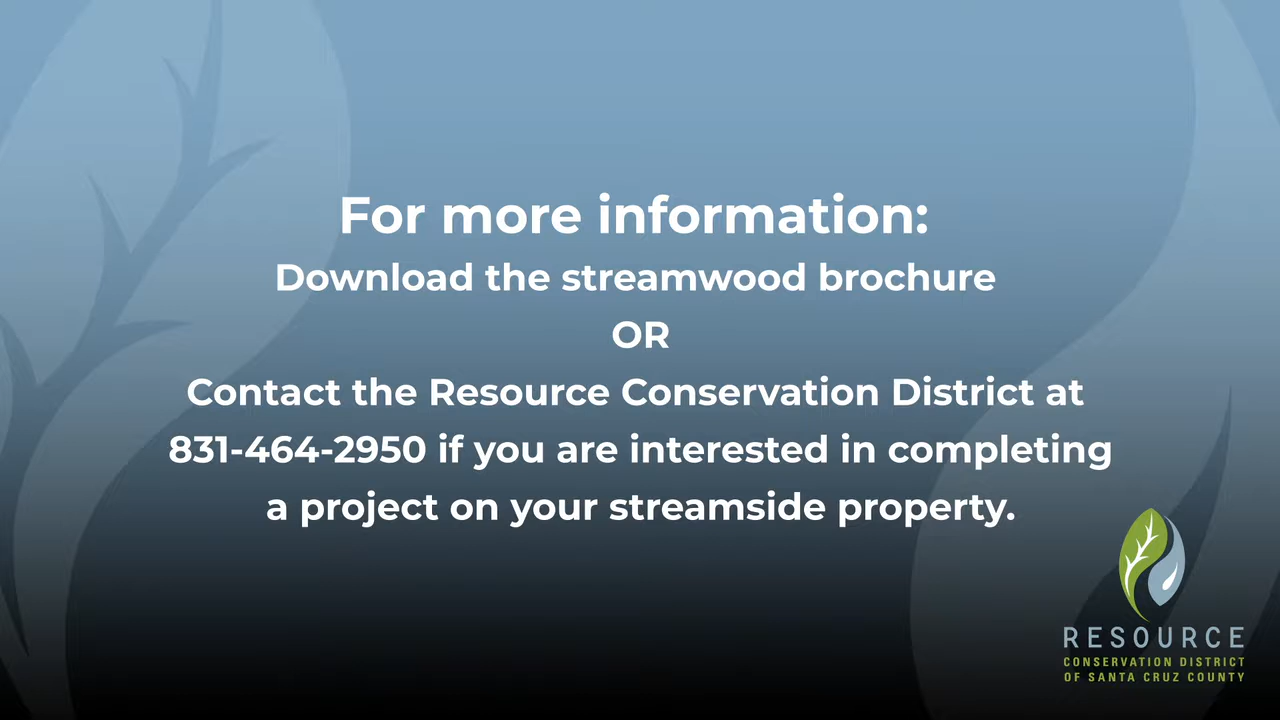 For more information:
Download the streamwood brochure
OR
Contact the Resource Conservation District at
831-464-2950 if you are interested in completing
a project on your streamside property.
RESOURCE
CONSERVATION DISTRICT
OF SANTA CRUZ COUNTY